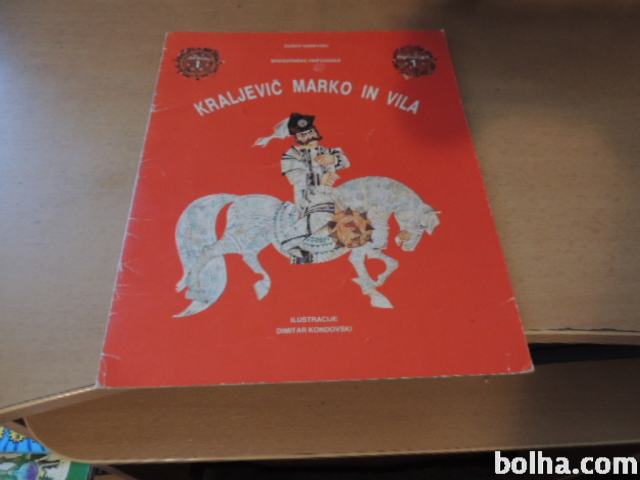 KRALJEVIČ MARKO IN VILA
ILUSTRACIJE
DIMITAR KONDOVSKI
bolha.com